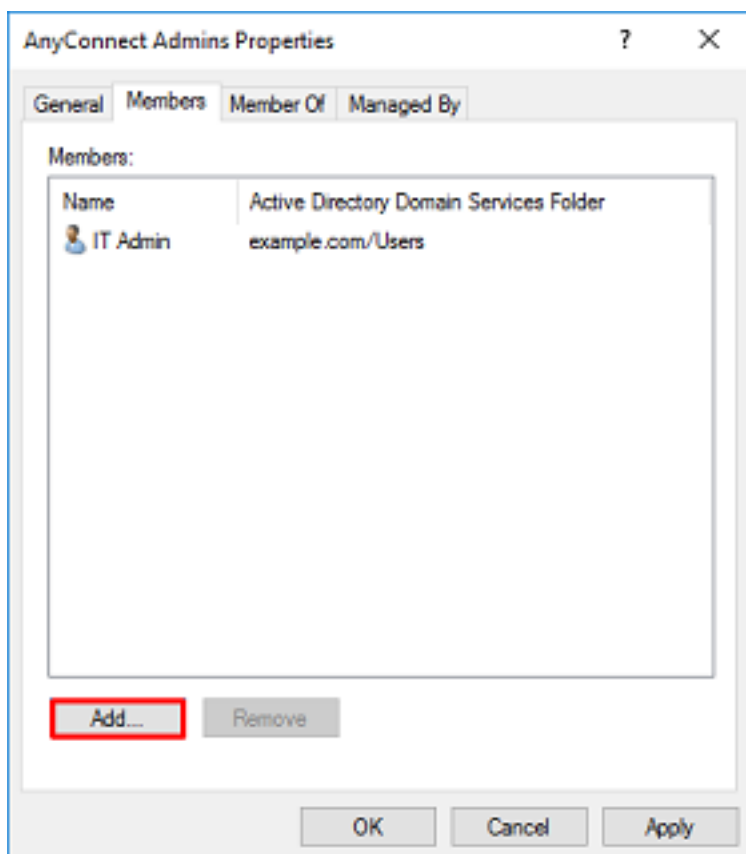 AnyConnect Admins Properties ? ×
General Members Member Of Managed By
Members:
Name Active Directory Domain Services Folder
IT Admin example.com/Users
Add... Remove
OK Cancel Apply